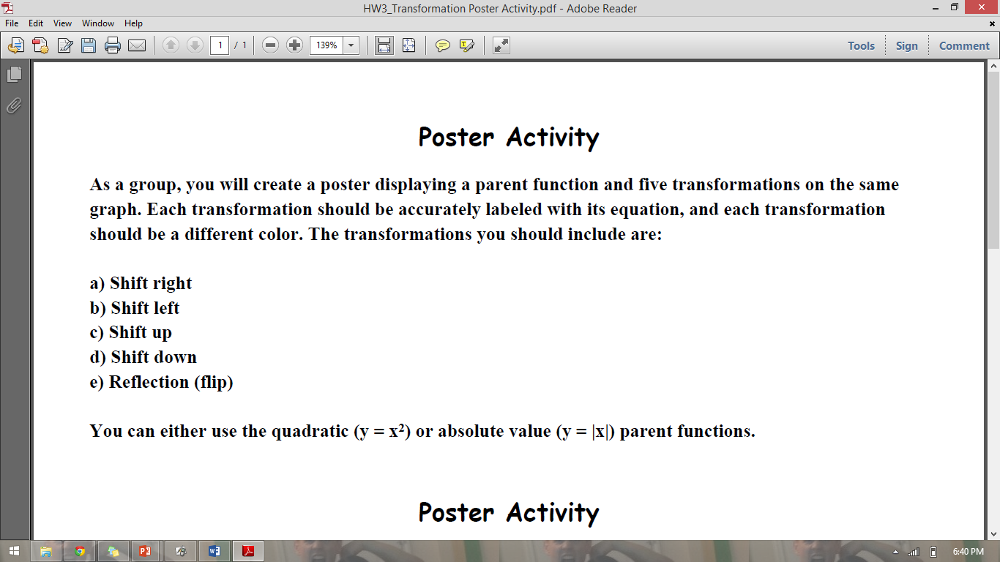 HW3_Transformation Poster Activity.pdf - Adobe Reader
File Edit View Window Help
1 / 1 139% Tools Sign Comment
Poster Activity
As a group, you will create a poster displaying a parent function and five transformations on the same
graph. Each transformation should be accurately labeled with its equation, and each transformation
should be a different color. The transformations you should include are:
a) Shift right
b) Shift left
c) Shift up
d) Shift down
e) Reflection (flip)
You can either use the quadratic (y = x²) or absolute value (y = |x|) parent functions.
Poster Activity
6:40 PM